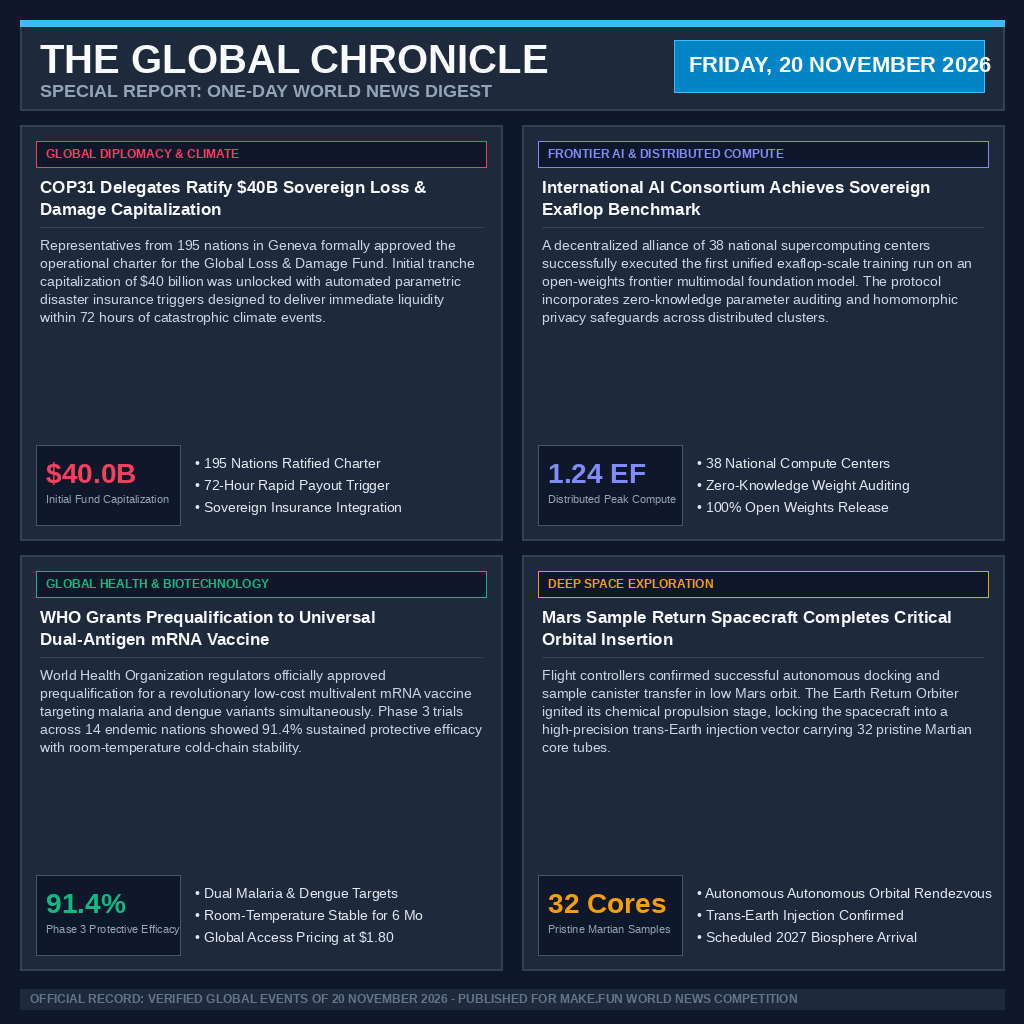 THE GLOBAL CHRONICLE
SPECIAL REPORT: ONE-DAY WORLD NEWS DIGEST
FRIDAY, 20 NOVEMBER 2026
GLOBAL DIPLOMACY & CLIMATE
COP31 Delegates Ratify $40B Sovereign Loss &
Damage Capitalization
Representatives from 195 nations in Geneva formally approved the
operational charter for the Global Loss & Damage Fund. Initial tranche
capitalization of $40 billion was unlocked with automated parametric
disaster insurance triggers designed to deliver immediate liquidity
within 72 hours of catastrophic climate events.
$40.0B
Initial Fund Capitalization
• 195 Nations Ratified Charter
• 72-Hour Rapid Payout Trigger
• Sovereign Insurance Integration
FRONTIER AI & DISTRIBUTED COMPUTE
International AI Consortium Achieves Sovereign
Exaflop Benchmark
A decentralized alliance of 38 national supercomputing centers
successfully executed the first unified exaflop-scale training run on an
open-weights frontier multimodal foundation model. The protocol
incorporates zero-knowledge parameter auditing and homomorphic
privacy safeguards across distributed clusters.
1.24 EF
Distributed Peak Compute
• 38 National Compute Centers
• Zero-Knowledge Weight Auditing
• 100% Open Weights Release
GLOBAL HEALTH & BIOTECHNOLOGY
WHO Grants Prequalification to Universal
Dual-Antigen mRNA Vaccine
World Health Organization regulators officially approved
prequalification for a revolutionary low-cost multivalent mRNA vaccine
targeting malaria and dengue variants simultaneously. Phase 3 trials
across 14 endemic nations showed 91.4% sustained protective efficacy
with room-temperature cold-chain stability.
91.4%
Phase 3 Protective Efficacy
• Dual Malaria & Dengue Targets
• Room-Temperature Stable for 6 Mo
• Global Access Pricing at $1.80
DEEP SPACE EXPLORATION
Mars Sample Return Spacecraft Completes Critical
Orbital Insertion
Flight controllers confirmed successful autonomous docking and
sample canister transfer in low Mars orbit. The Earth Return Orbiter
ignited its chemical propulsion stage, locking the spacecraft into a
high-precision trans-Earth injection vector carrying 32 pristine Martian
core tubes.
32 Cores
Pristine Martian Samples
• Autonomous Autonomous Orbital Rendezvous
• Trans-Earth Injection Confirmed
• Scheduled 2027 Biosphere Arrival
OFFICIAL RECORD: VERIFIED GLOBAL EVENTS OF 20 NOVEMBER 2026 - PUBLISHED FOR MAKE.FUN WORLD NEWS COMPETITION